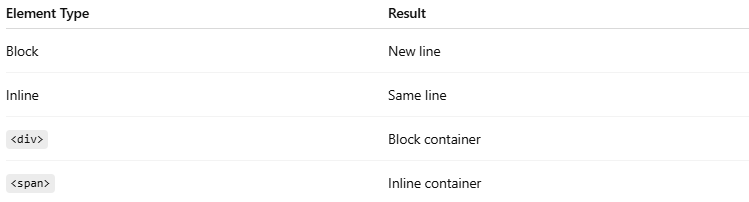 Element Type Result
Block New line
Inline Same line
<div> Block container
<span> Inline container